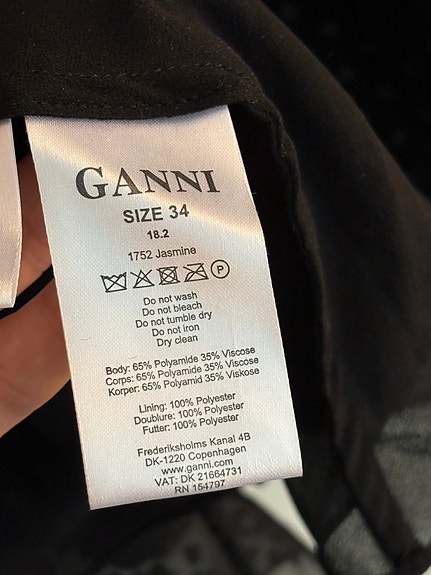 GANNI
SIZE 34
18.2
1752 Jasmine
P
Do not wash
Do not bleach
Do not tumble dry
Do not iron
Dry clean
Body: 65% Polyamide 35% Viscose
Corps: 65% Polyamide 35% Viscose
Korper: 65% Polyamid 35% Viskose
Lining: 100% Polyester
Doublure: 100% Polyester
Futter: 100% Polyester
Frederiksholms Kanal 4B
DK-1220 Copenhagen
www.ganni.com
VAT: DK 21664731
RN 154797